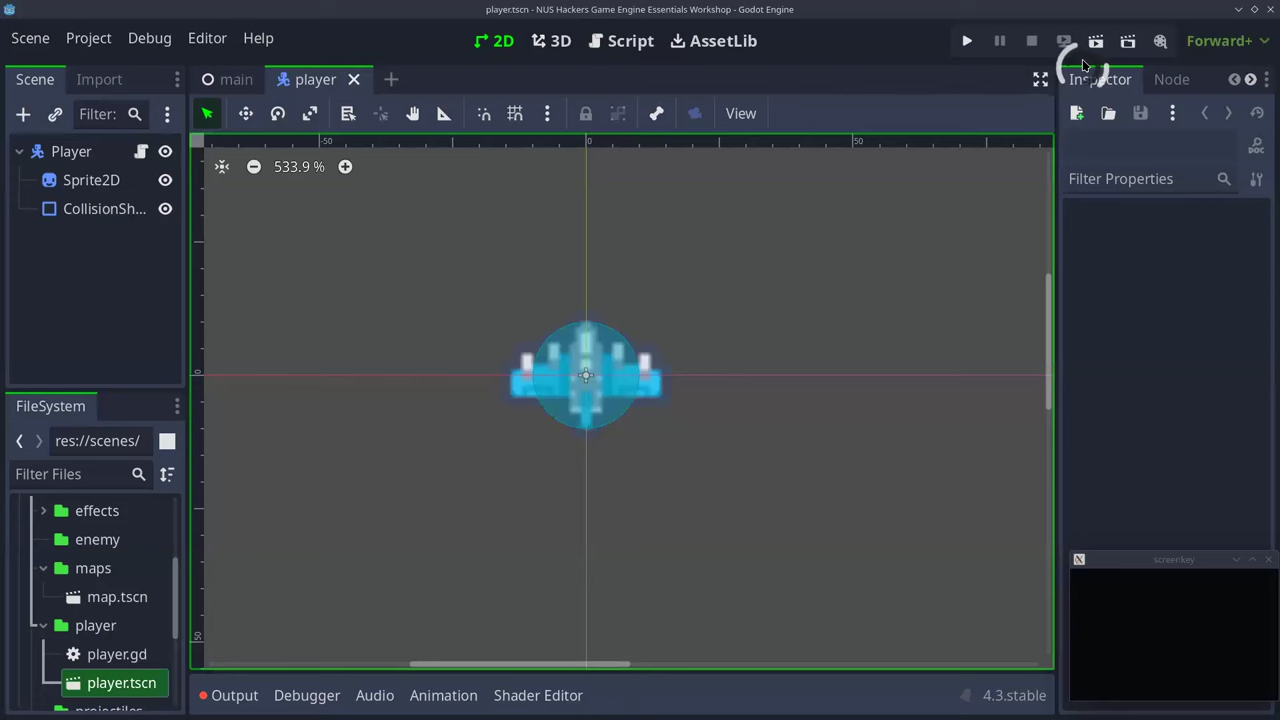 player.tscn - NUS Hackers Game Engine Essentials Workshop - Godot Engine
Scene Project Debug Editor Help
2D 3D Script AssetLib
Forward+
Scene Import
main player
Inspector Node
Filter:
View
Player
Sprite2D
CollisionSh...
-50 0 50
533.9 %
0
50
Filter Properties
FileSystem
res://scenes/
Filter Files
effects
enemy
maps
map.tscn
player
player.gd
player.tscn
screenkey
Output Debugger Audio Animation Shader Editor
4.3.stable